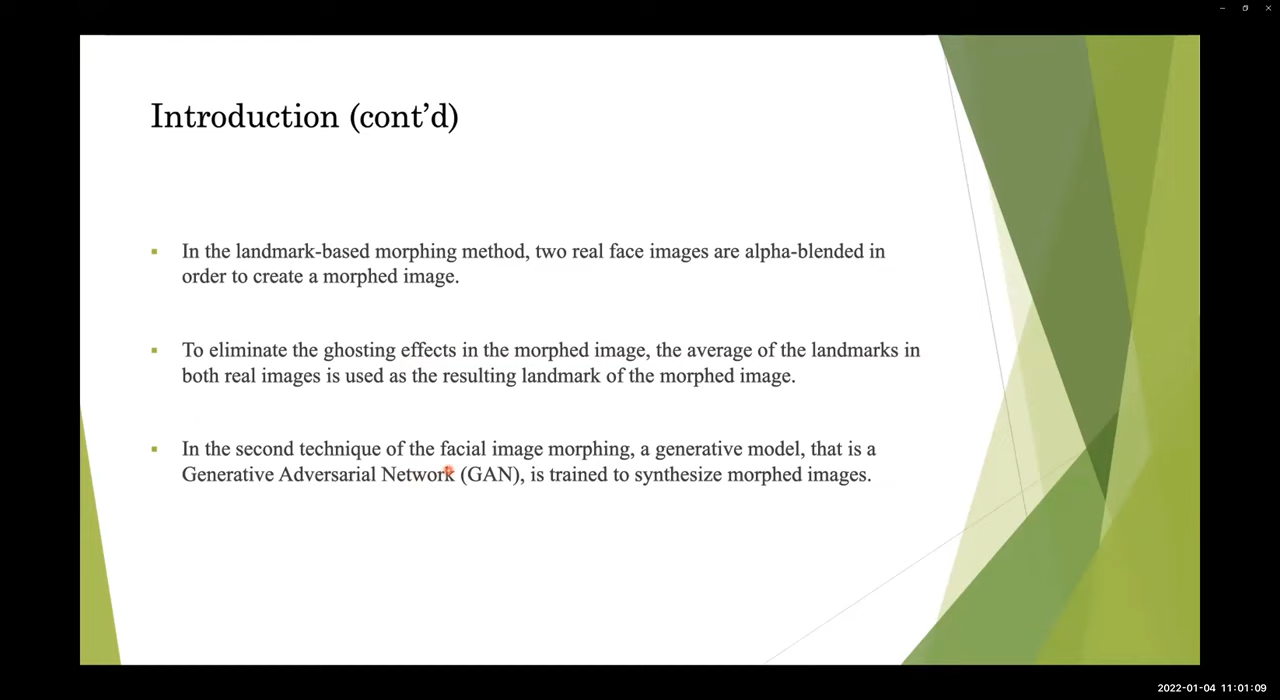 Introduction (cont’d)
▪ In the landmark-based morphing method, two real face images are alpha-blended in
order to create a morphed image.
▪ To eliminate the ghosting effects in the morphed image, the average of the landmarks in
both real images is used as the resulting landmark of the morphed image.
▪ In the second technique of the facial image morphing, a generative model, that is a
Generative Adversarial Network (GAN), is trained to synthesize morphed images.
2022-01-04 11:01:09